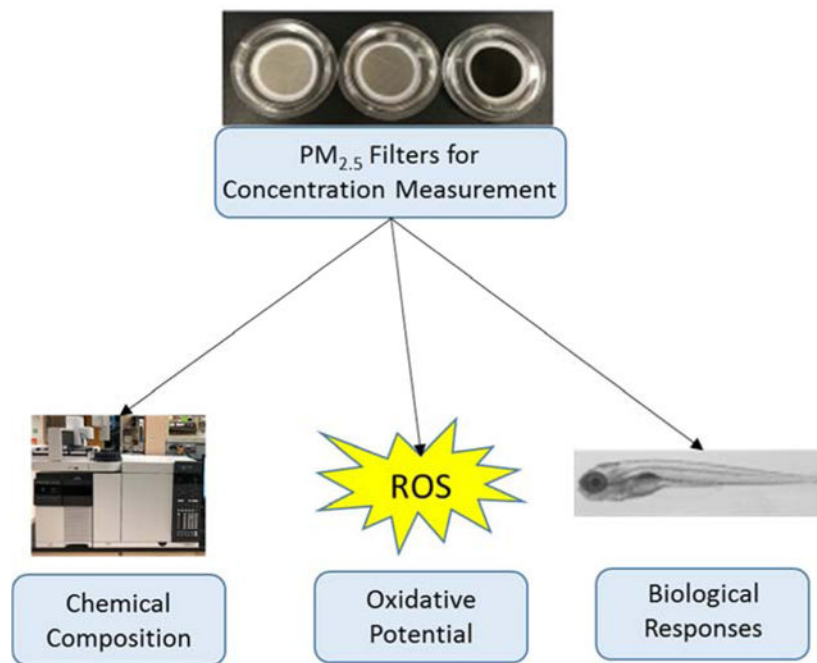 PM₂.₅ Filters for
Concentration Measurement
ROS
Chemical
Composition
Oxidative
Potential
Biological
Responses